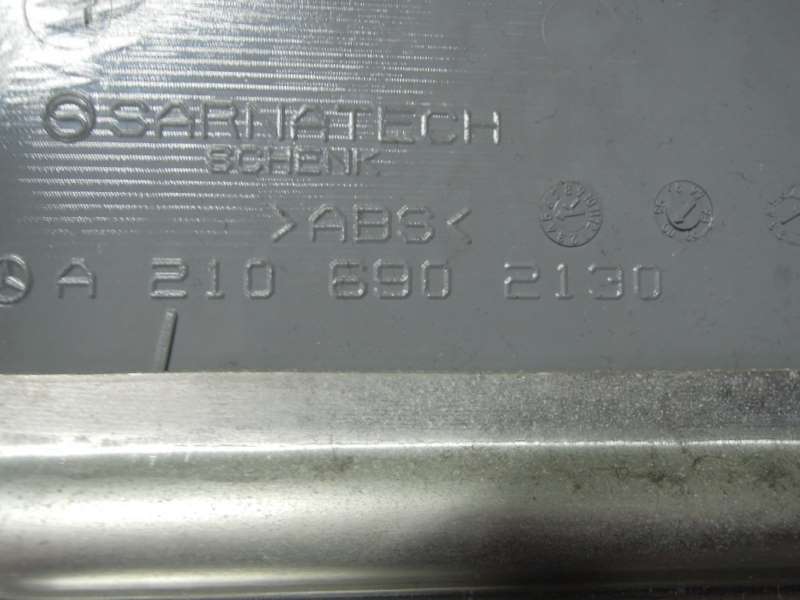 SARNATECH
SCHENK
>ABS<
A 210 690 2130